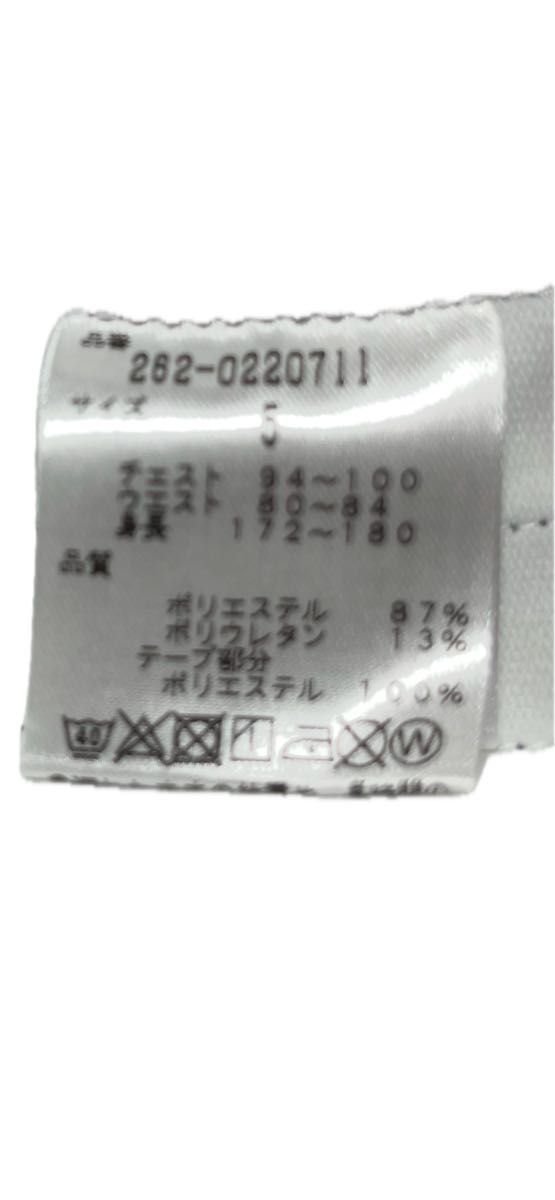 品番
262-0220711
サイズ
5
チェスト 94～100
ウエスト 80～84
身長 172～180
品質
ポリエステル 87%
ポリウレタン 13%
テープ部分
ポリエステル 100%
40
W